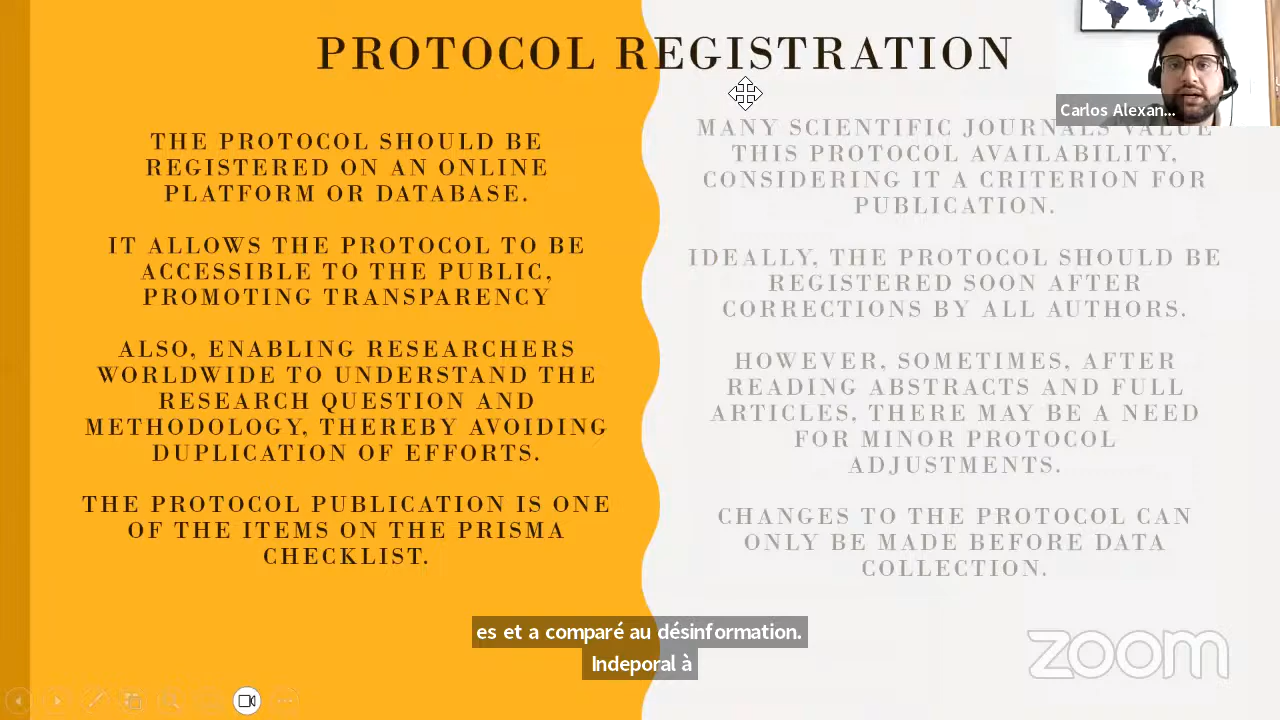 PROTOCOL REGISTRATION
THE PROTOCOL SHOULD BE
REGISTERED ON AN ONLINE
PLATFORM OR DATABASE.
IT ALLOWS THE PROTOCOL TO BE
ACCESSIBLE TO THE PUBLIC,
PROMOTING TRANSPARENCY
ALSO, ENABLING RESEARCHERS
WORLDWIDE TO UNDERSTAND THE
RESEARCH QUESTION AND
METHODOLOGY, THEREBY AVOIDING
DUPLICATION OF EFFORTS.
THE PROTOCOL PUBLICATION IS ONE
OF THE ITEMS ON THE PRISMA
CHECKLIST.
Carlos Alexan...
MANY SCIENTIFIC JOURNALS VALUE
THIS PROTOCOL AVAILABILITY,
CONSIDERING IT A CRITERION FOR
PUBLICATION.
IDEALLY, THE PROTOCOL SHOULD BE
REGISTERED SOON AFTER
CORRECTIONS BY ALL AUTHORS.
HOWEVER, SOMETIMES, AFTER
READING ABSTRACTS AND FULL
ARTICLES, THERE MAY BE A NEED
FOR MINOR PROTOCOL
ADJUSTMENTS.
CHANGES TO THE PROTOCOL CAN
ONLY BE MADE BEFORE DATA
COLLECTION.
es et a comparé au désinformation.
Indeporal à
zoom